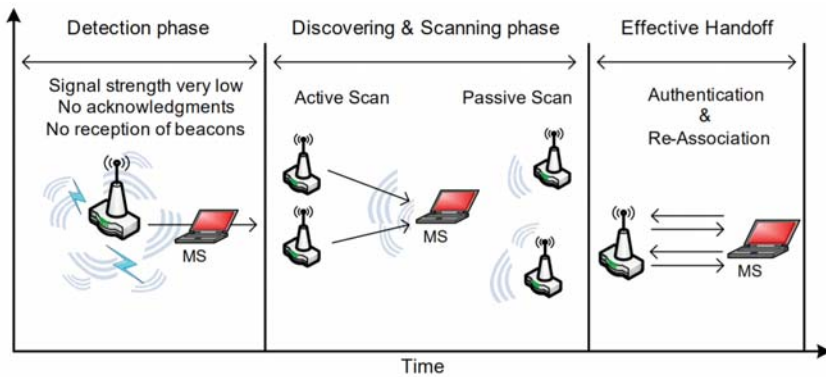 Detection phase
Discovering & Scanning phase
Effective Handoff
Signal strength very low
No acknowledgments
No reception of beacons
MS
Active Scan
Passive Scan
MS
Authentication
&
Re-Association
MS
Time